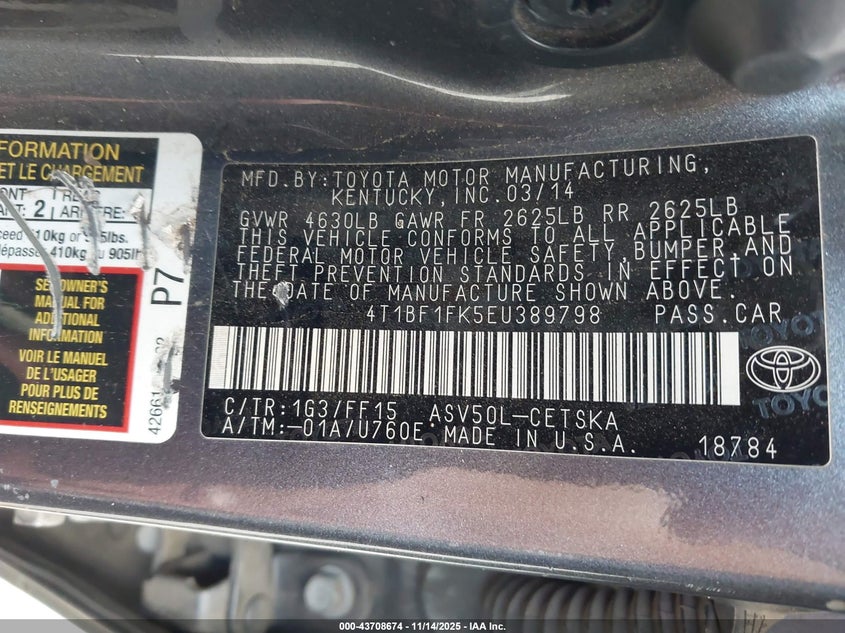 FORMATION
ET LE CHARGEMENT
2
410kg
905lb
SEE OWNER'S
MANUAL FOR
ADDITIONAL
INFORMATION
VOIR LE MANUEL
DE L'USAGER
POUR PLUS DE
RENSEIGNEMENTS
P7
MFD.BY:TOYOTA MOTOR MANUFACTURING,
KENTUCKY,INC.03/14
GVWR 4630LB GAWR FR 2625LB RR 2625LB
THIS VEHICLE CONFORMS TO ALL APPLICABLE
FEDERAL MOTOR VEHICLE SAFETY,BUMPER,AND
THEFT PREVENTION STANDARDS IN EFFECT ON
THE DATE OF MANUFACTURE SHOWN ABOVE.
4T1BF1FK5EU389798 PASS.CAR
C/TR:1G3/FF15 ASV50L-CETSKA
A/TM:-01A/U760E MADE IN U.S.A. 18784
000-43708674 - 11/14/2025 - IAA Inc.